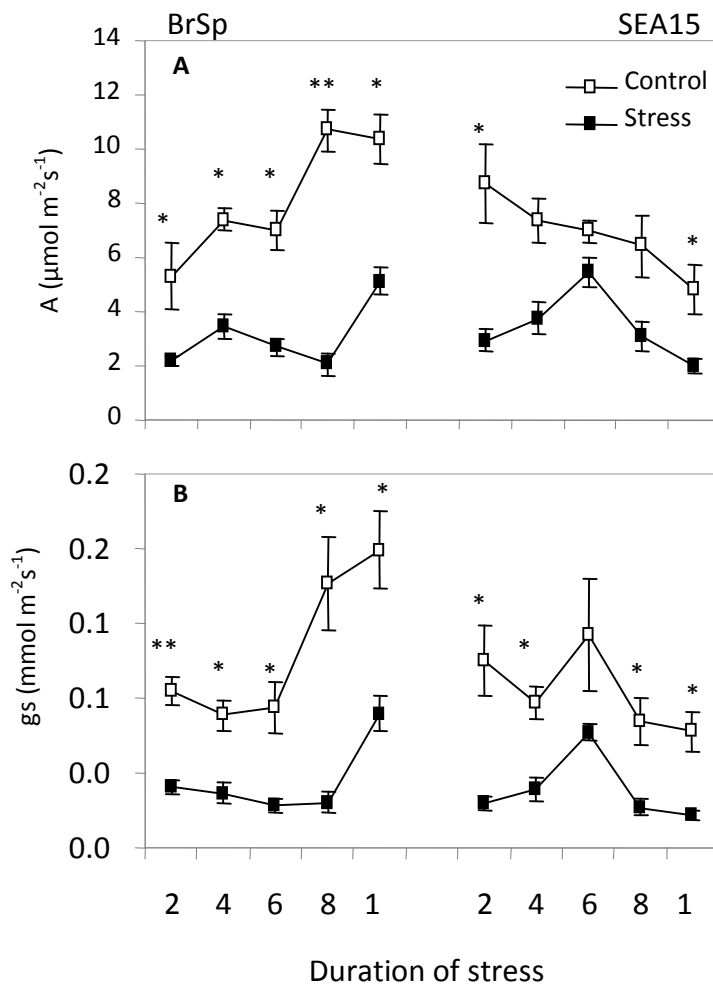 BrSp SEA15
14
A
** * Control
12
* Stress
10
* *
8
*
6
*
4
2
0
A (µmol m-2s-1)
0.2
B
*
*
0.2
**
* *
*
*
* *
0.1
0.1
0.0
0.0
gs (mmol m-2s-1)
2 4 6 8 1 2 4 6 8 1
Duration of stress